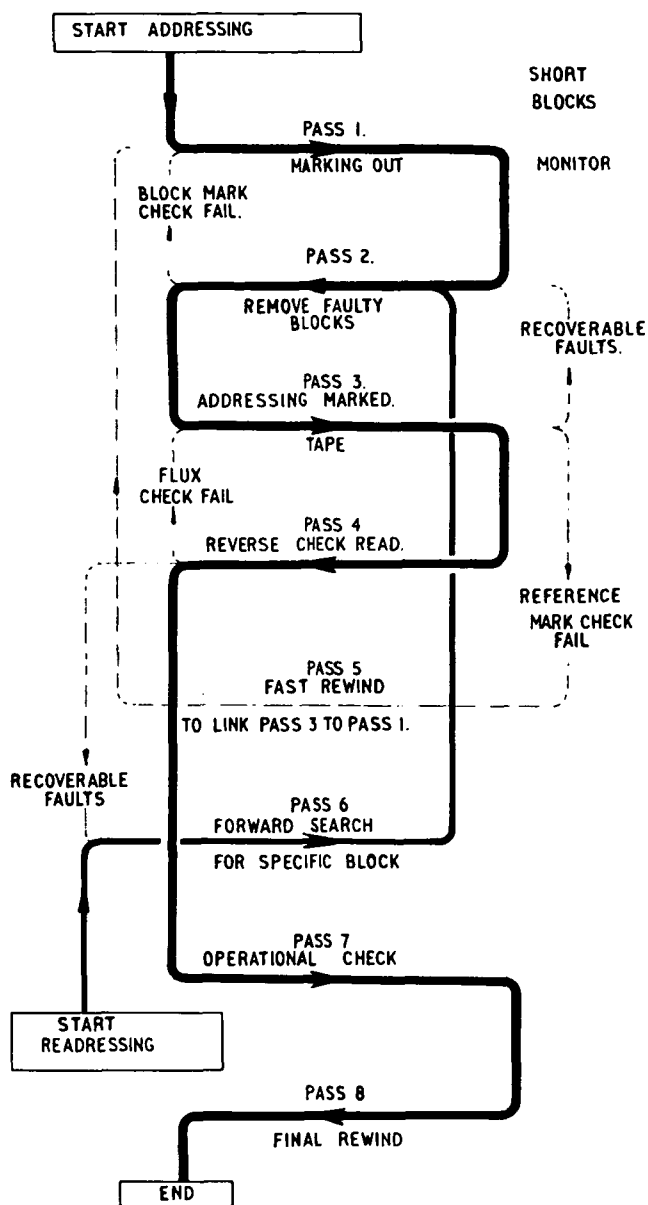 START ADDRESSING
SHORT
BLOCKS
PASS 1.
MARKING OUT
MONITOR
BLOCK MARK
CHECK FAIL.
PASS 2.
REMOVE FAULTY
BLOCKS
RECOVERABLE
FAULTS.
PASS 3.
ADDRESSING MARKED.
TAPE
FLUX
CHECK FAIL
PASS 4
REVERSE CHECK READ.
REFERENCE
MARK CHECK
FAIL
PASS 5
FAST REWIND
TO LINK PASS 3 TO PASS 1.
RECOVERABLE
FAULTS
PASS 6
FORWARD SEARCH
FOR SPECIFIC BLOCK
PASS 7
OPERATIONAL CHECK
START
READRESSING
PASS 8
FINAL REWIND
END